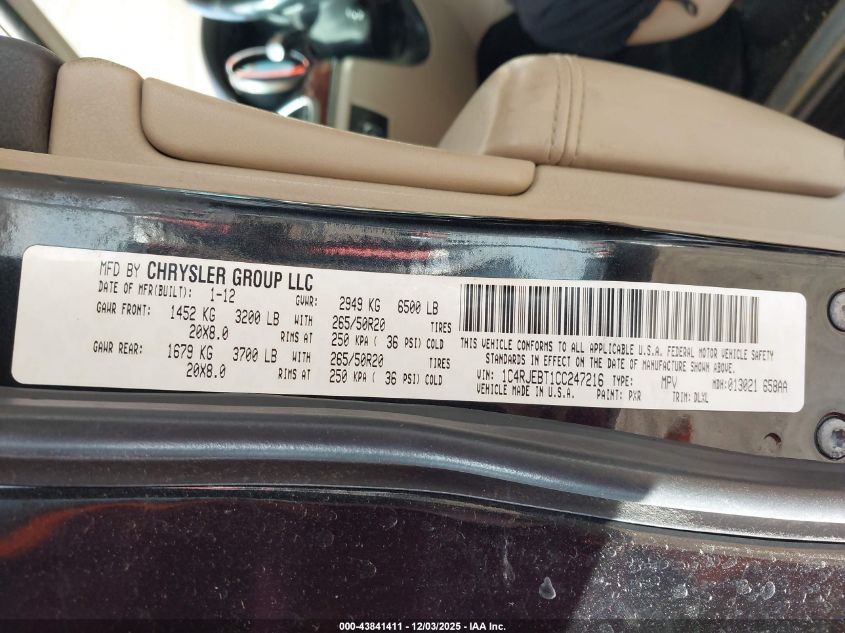 MFD BY CHRYSLER GROUP LLC
DATE OF MFR(BUILT): 1-12 GVWR: 2949 KG 6500 LB
GAWR FRONT: 1452 KG 3200 LB WITH 265/50R20 TIRES
20X8.0 RIMS AT 250 KPA ( 36 PSI) COLD
GAWR REAR: 1679 KG 3700 LB WITH 265/50R20 TIRES
20X8.0 RIMS AT 250 KPA ( 36 PSI) COLD
THIS VEHICLE CONFORMS TO ALL APPLICABLE U.S.A. FEDERAL MOTOR VEHICLE SAFETY
STANDARDS IN EFFECT ON THE DATE OF MANUFACTURE SHOWN ABOVE.
VIN: 1C4RJEBT1CC247216 TYPE: MPV MDH:013021 658AA
VEHICLE MADE IN U.S.A. PAINT: PXR TRIM: DLXL
000-43841411 - 12/03/2025 - IAA Inc.